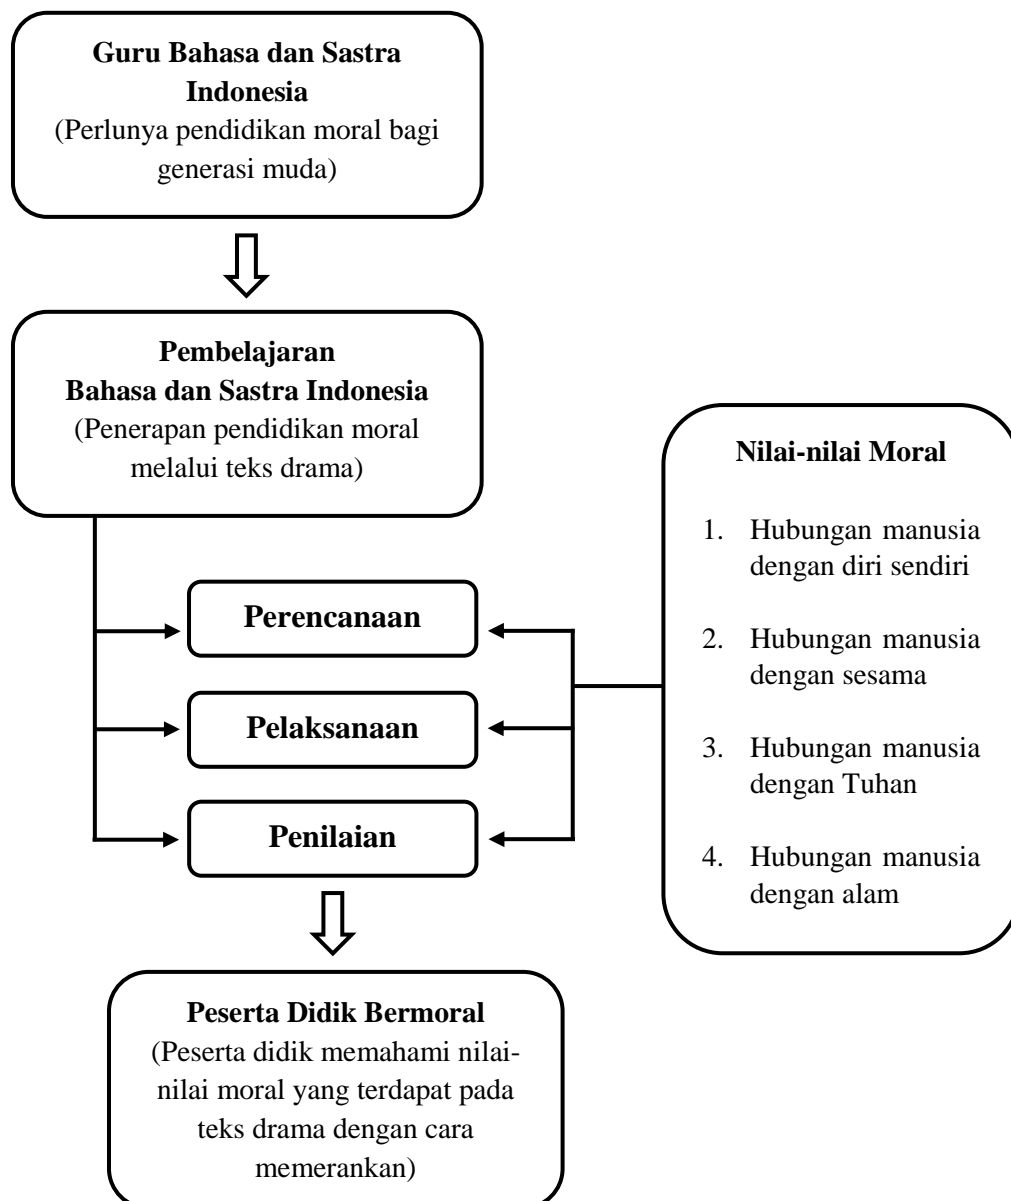 Guru Bahasa dan Sastra
Indonesia
(Perlunya pendidikan moral bagi
generasi muda)
Pembelajaran
Bahasa dan Sastra Indonesia
(Penerapan pendidikan moral
melalui teks drama)
Perencanaan
Pelaksanaan
Penilaian
Nilai-nilai Moral
1. Hubungan manusia
dengan diri sendiri
2. Hubungan manusia
dengan sesama
3. Hubungan manusia
dengan Tuhan
4. Hubungan manusia
dengan alam
Peserta Didik Bermoral
(Peserta didik memahami nilai-
nilai moral yang terdapat pada
teks drama dengan cara
memerankan)